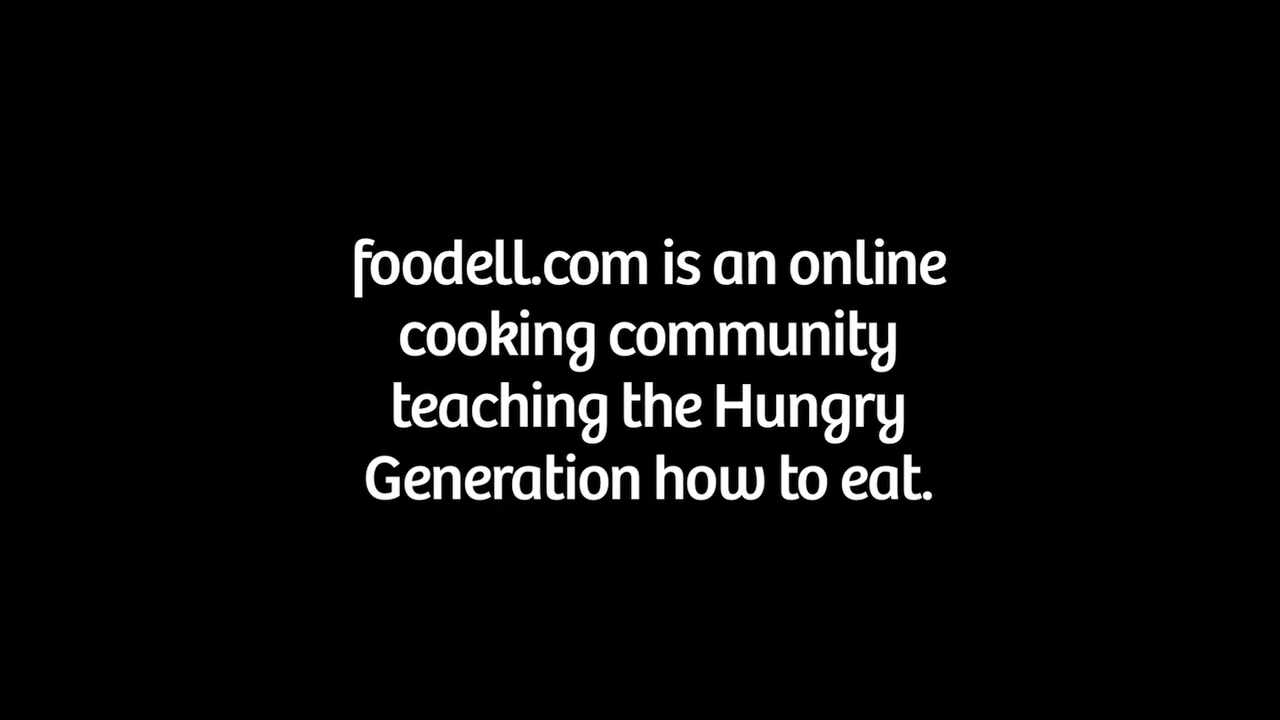 foodell.com is an online
cooking community
teaching the Hungry
Generation how to eat.